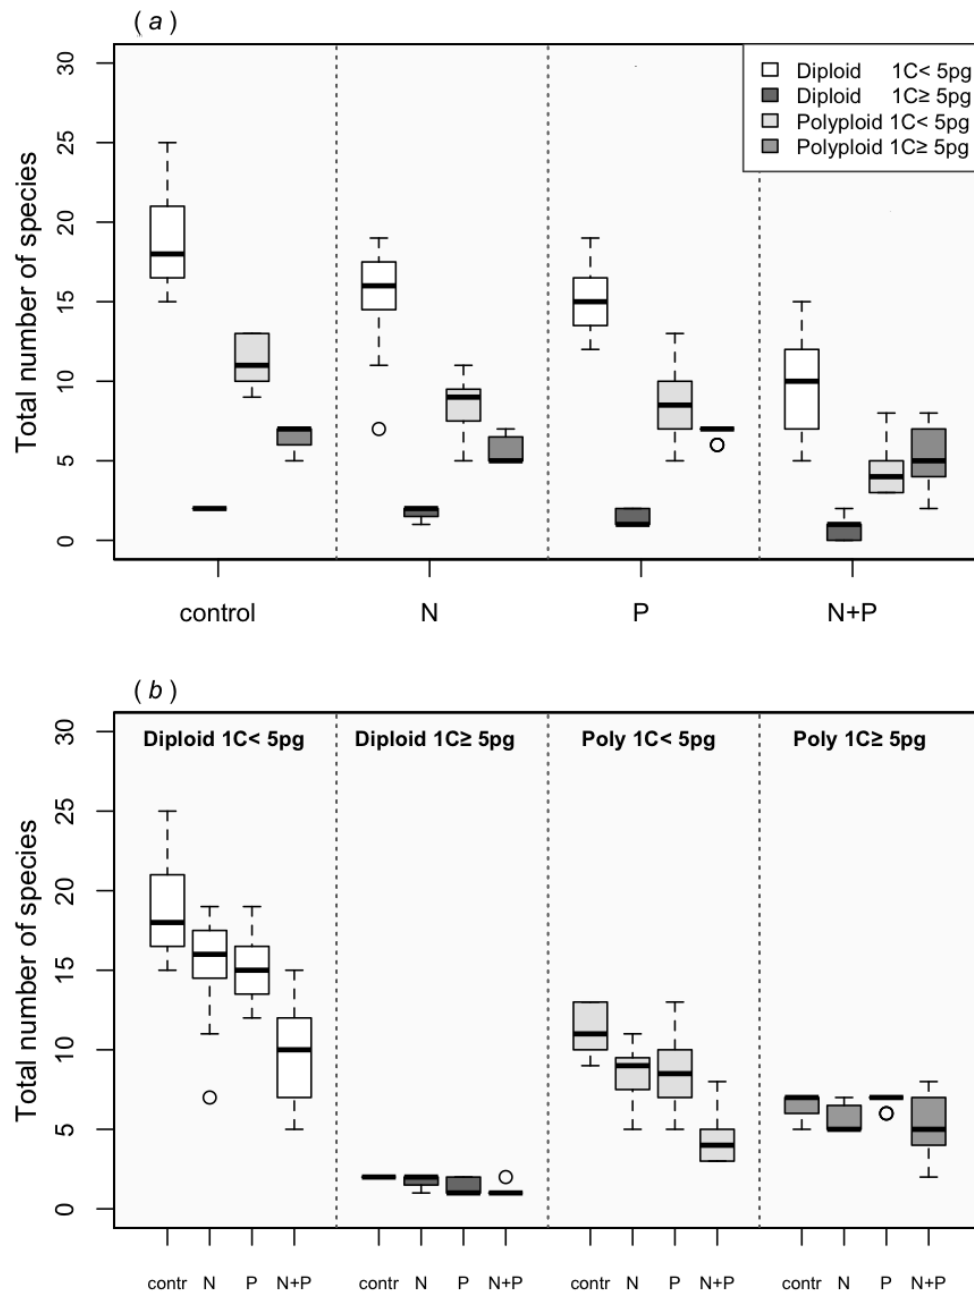 ( a )
Total number of species
30
25
20
15
10
5
0
Diploid 1C< 5pg
Diploid 1C≥ 5pg
Polyploid 1C< 5pg
Polyploid 1C≥ 5pg
control N P N+P
( b )
Total number of species
30
25
20
15
10
5
0
Diploid 1C< 5pg Diploid 1C≥ 5pg Poly 1C< 5pg Poly 1C≥ 5pg
contr N P N+P contr N P N+P contr N P N+P contr N P N+P